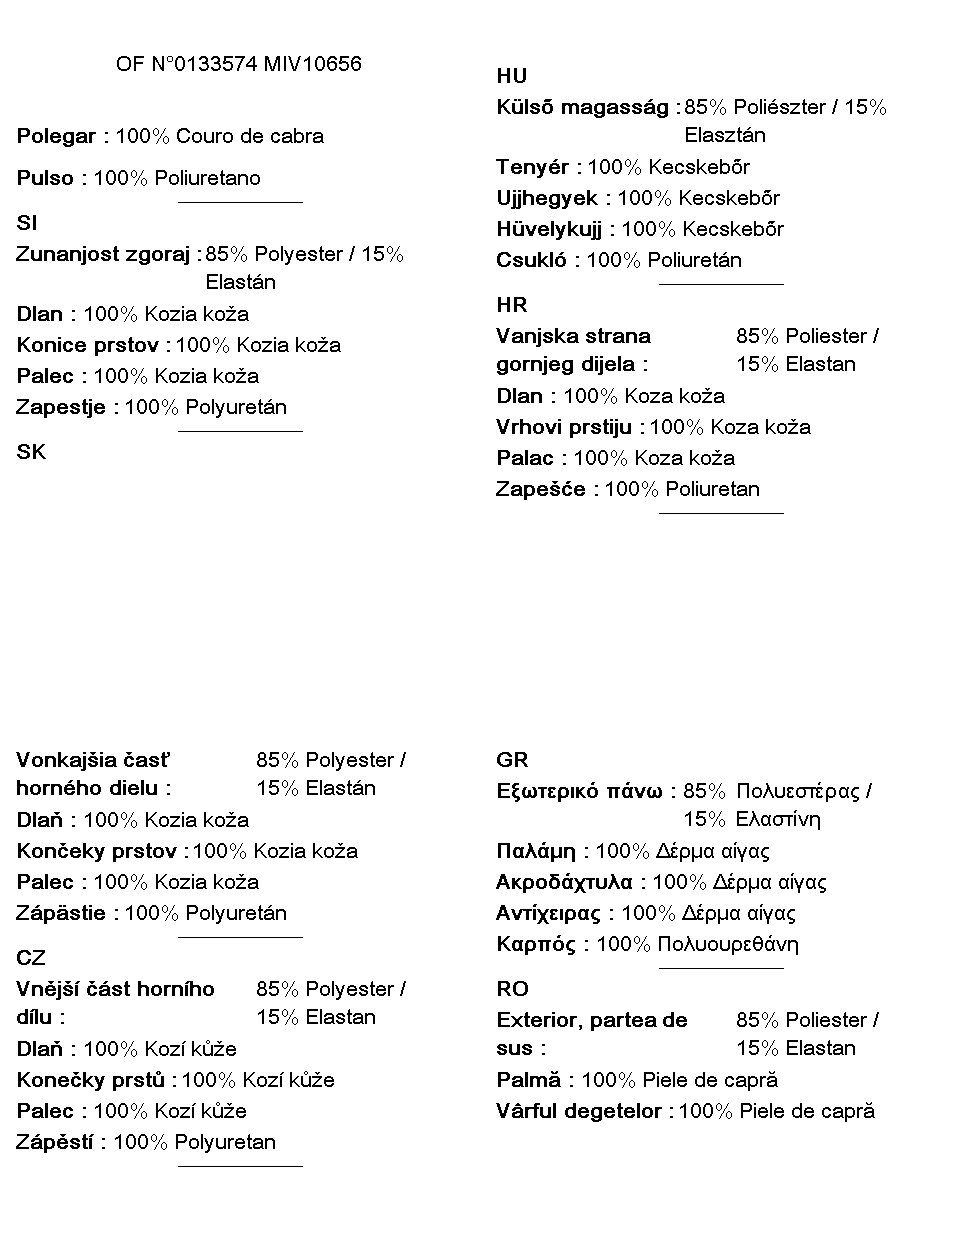 OF N°0133574 MIV10656
Polegar : 100% Couro de cabra
Pulso : 100% Poliuretano
SI
Zunanjost zgoraj : 85% Polyester / 15%
Elastán
Dlan : 100% Kozia koža
Konice prstov : 100% Kozia koža
Palec : 100% Kozia koža
Zapestje : 100% Polyuretán
SK
HU
Külső magasság : 85% Poliészter / 15%
Elasztán
Tenyér : 100% Kecskebőr
Ujjhegyek : 100% Kecskebőr
Hüvelykujj : 100% Kecskebőr
Csukló : 100% Poliuretán
HR
Vanjska strana 85% Poliester /
gornjeg dijela : 15% Elastan
Dlan : 100% Koza koža
Vrhovi prstiju : 100% Koza koža
Palac : 100% Koza koža
Zapešće : 100% Poliuretan
Vonkajšia časť 85% Polyester /
horného dielu : 15% Elastán
Dlaň : 100% Kozia koža
Končeky prstov : 100% Kozia koža
Palec : 100% Kozia koža
Zápästie : 100% Polyuretán
CZ
Vnější část horního 85% Polyester /
dílu : 15% Elastan
Dlaň : 100% Kozí kůže
Konečky prstů : 100% Kozí kůže
Palec : 100% Kozí kůže
Zápěstí : 100% Polyuretan
GR
Εξωτερικό πάνω : 85% Πολυεστέρας /
15% Ελαστίνη
Παλάμη : 100% Δέρμα αίγας
Ακροδάχτυλα : 100% Δέρμα αίγας
Αντίχειρας : 100% Δέρμα αίγας
Καρπός : 100% Πολυουρεθάνη
RO
Exterior, partea de 85% Poliester /
sus : 15% Elastan
Palmă : 100% Piele de capră
Vârful degetelor : 100% Piele de capră